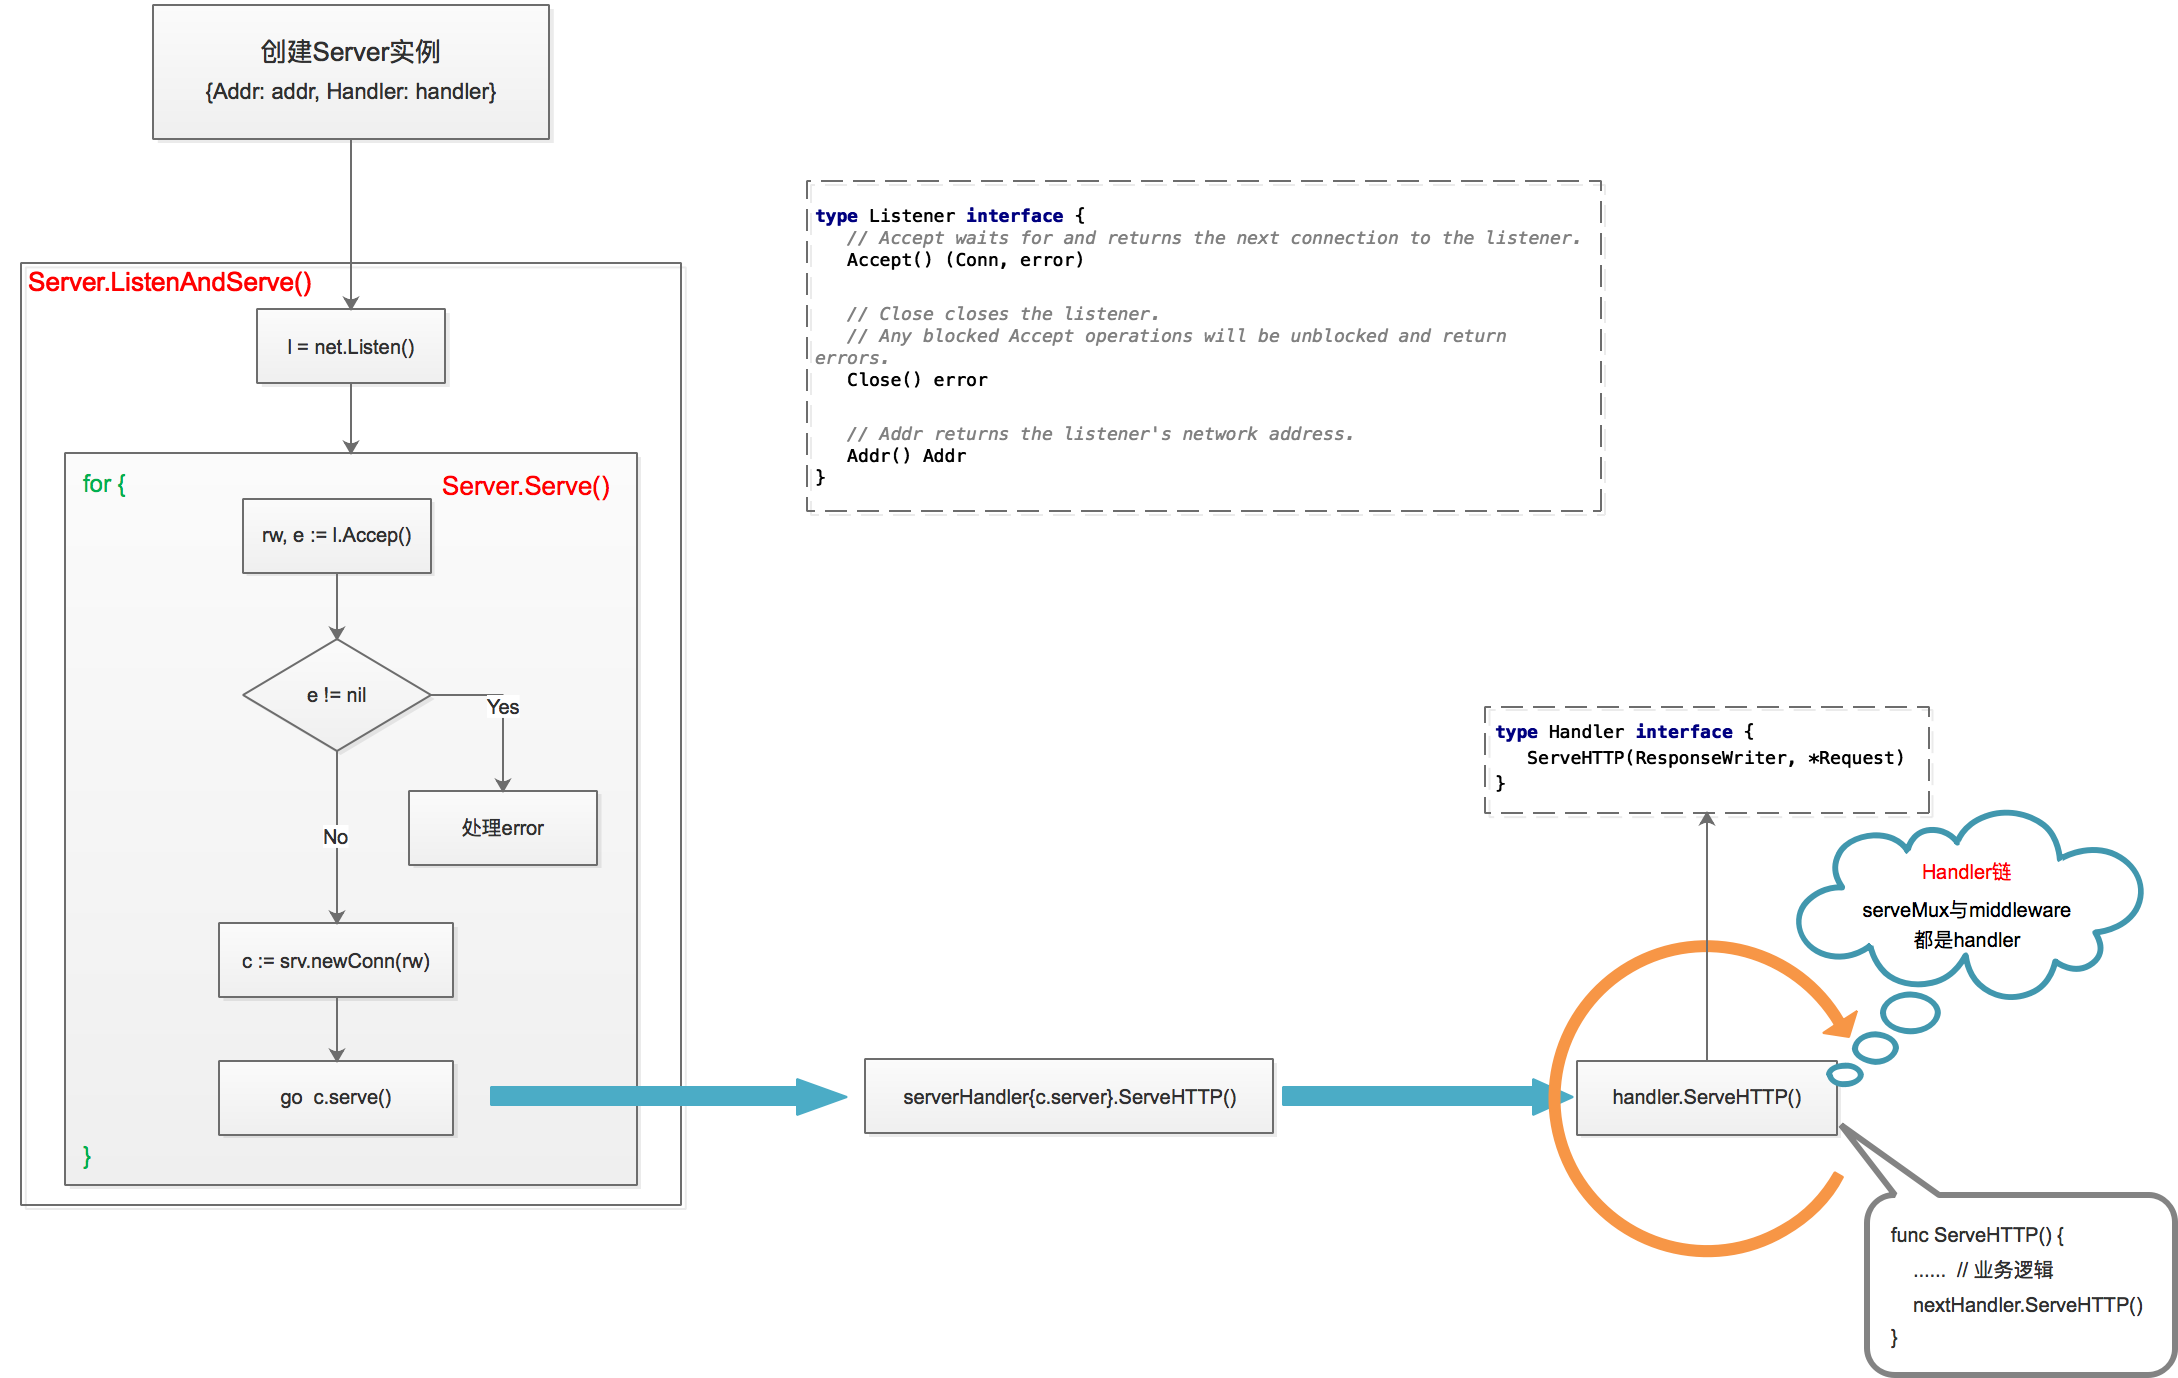 创建Server实例
{Addr: addr, Handler: handler}
Server.ListenAndServe()
l = net.Listen()
for {
Server.Serve()
rw, e := l.Accep()
e != nil
Yes
No
处理error
c := srv.newConn(rw)
go  c.serve()
}
type Listener interface {
// Accept waits for and returns the next connection to the listener.
Accept() (Conn, error)
// Close closes the listener.
// Any blocked Accept operations will be unblocked and return
errors.
Close() error
// Addr returns the listener's network address.
Addr() Addr
}
serverHandler{c.server}.ServeHTTP()
type Handler interface {
ServeHTTP(ResponseWriter, *Request)
}
Handler链
serveMux与middleware
都是handler
handler.ServeHTTP()
func ServeHTTP() {
...... // 业务逻辑
nextHandler.ServeHTTP()
}